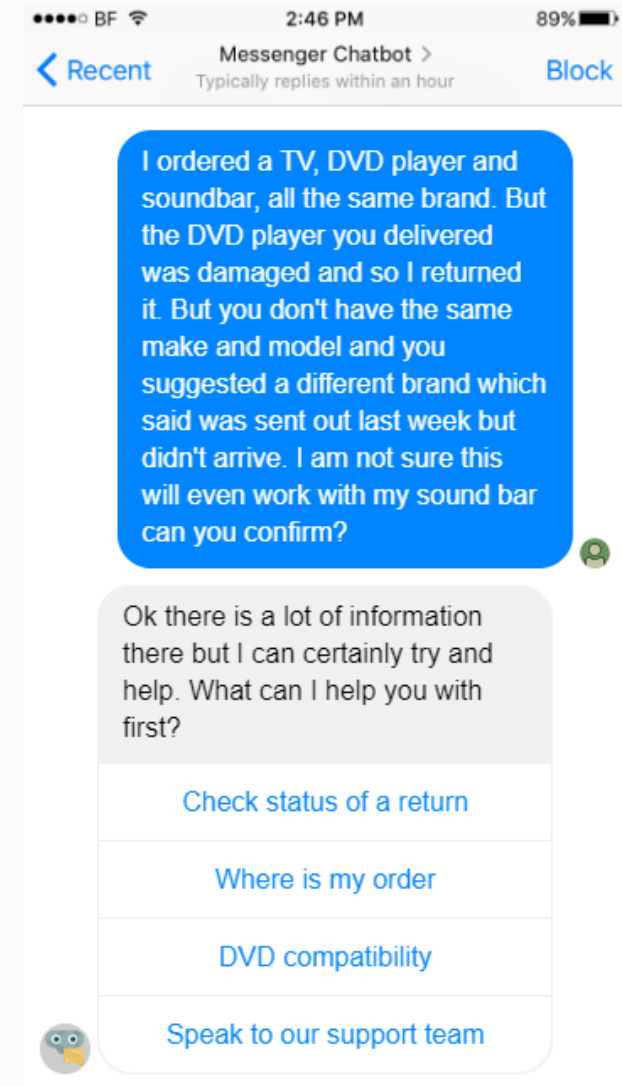 BF 2:46 PM 89%
Recent Messenger Chatbot > Block
Typically replies within an hour
I ordered a TV, DVD player and
soundbar, all the same brand. But
the DVD player you delivered
was damaged and so I returned
it. But you don't have the same
make and model and you
suggested a different brand which
said was sent out last week but
didn't arrive. I am not sure this
will even work with my sound bar
can you confirm?
Ok there is a lot of information
there but I can certainly try and
help. What can I help you with
first?
Check status of a return
Where is my order
DVD compatibility
Speak to our support team